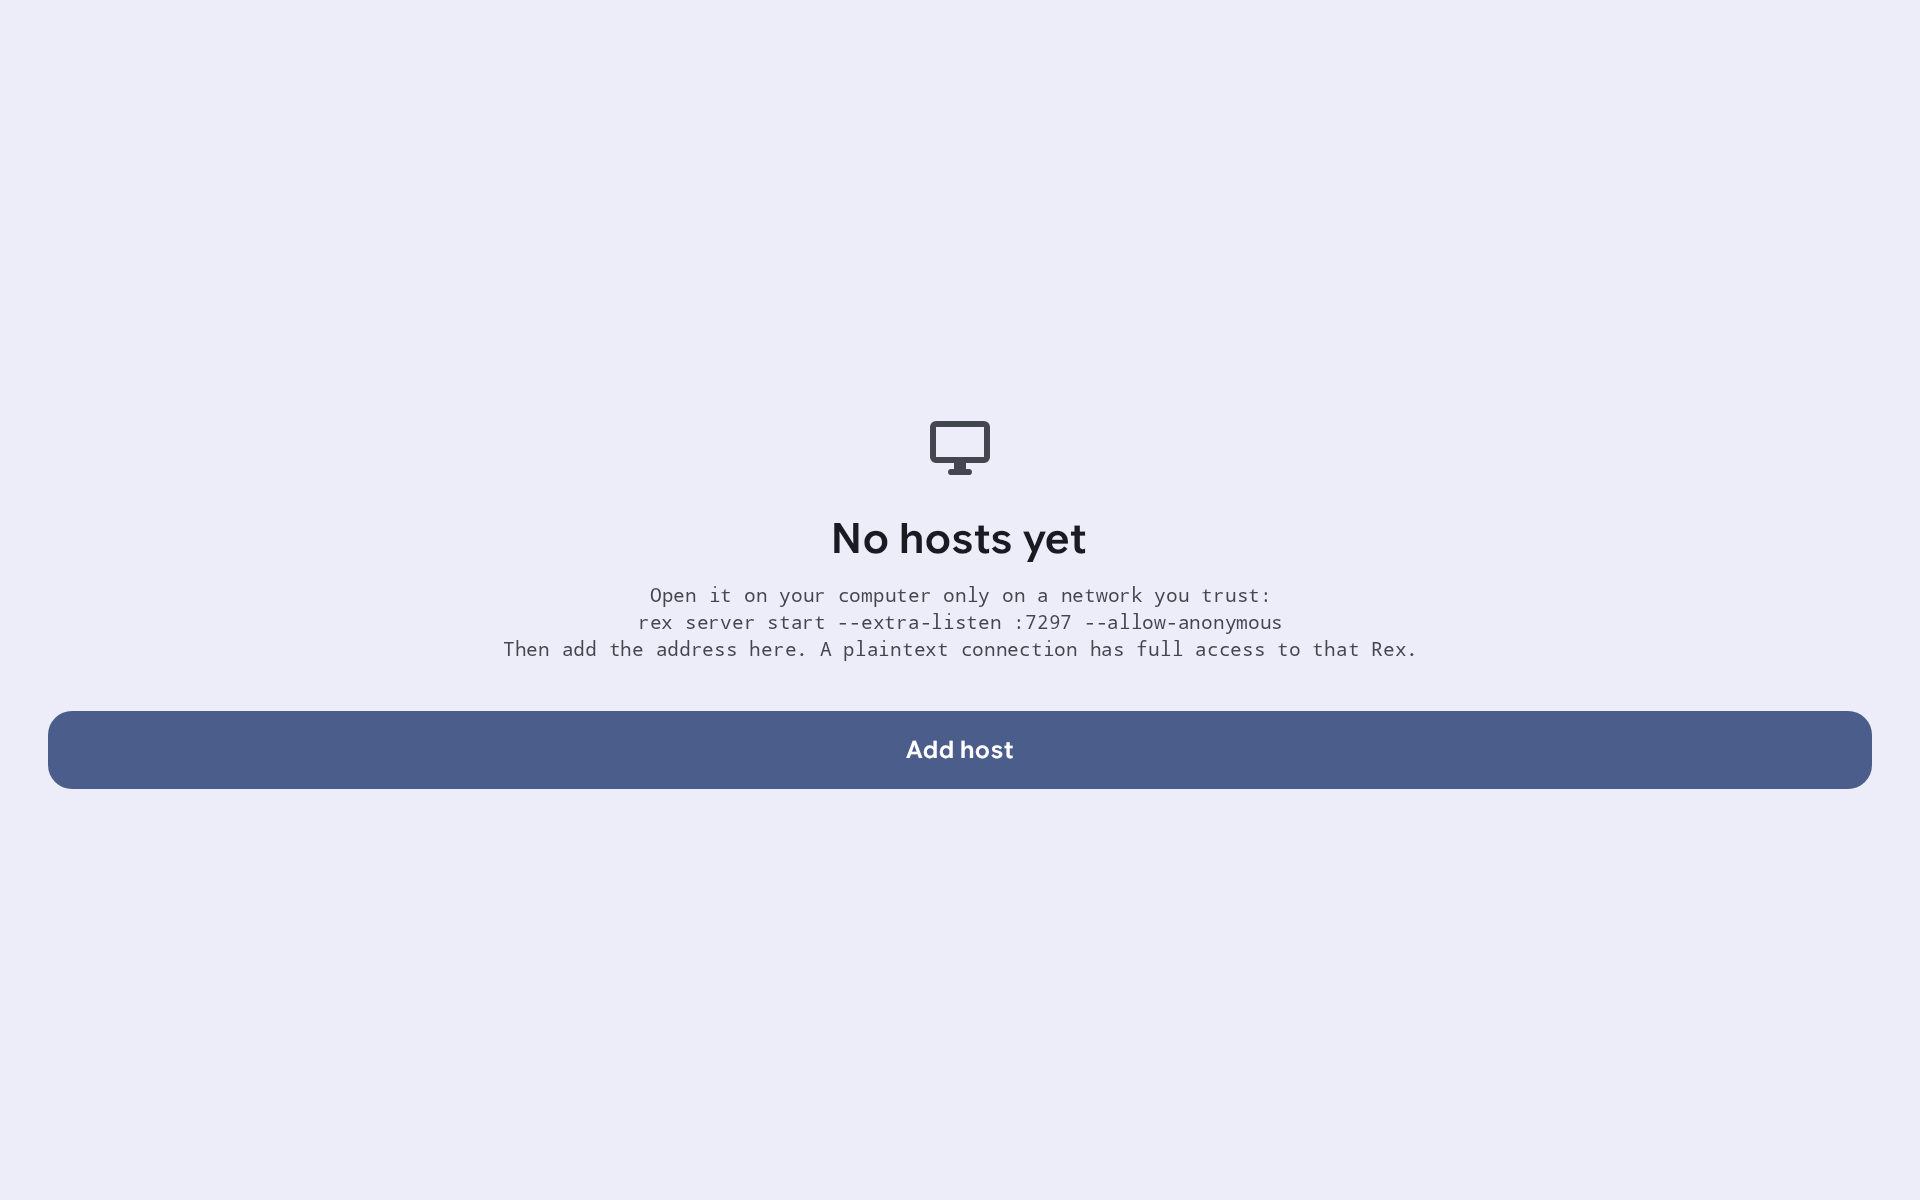 No hosts yet
Open it on your computer only on a network you trust:
rex server start --extra-listen :7297 --allow-anonymous
Then add the address here. A plaintext connection has full access to that Rex.
Add host